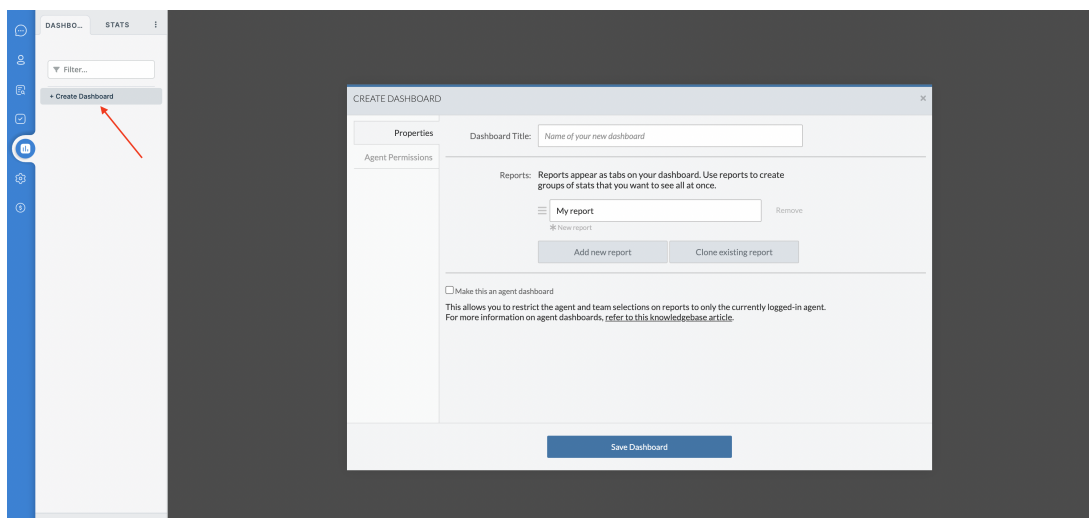 DASHBO... STATS
Filter...
+ Create Dashboard
CREATE DASHBOARD
Properties
Agent Permissions
Dashboard Title: Name of your new dashboard
Reports: Reports appear as tabs on your dashboard. Use reports to create
groups of stats that you want to see all at once.
My report Remove
✱ New report
Add new report Clone existing report
Make this an agent dashboard
This allows you to restrict the agent and team selections on reports to only the currently logged-in agent.
For more information on agent dashboards, refer to this knowledgebase article.
Save Dashboard